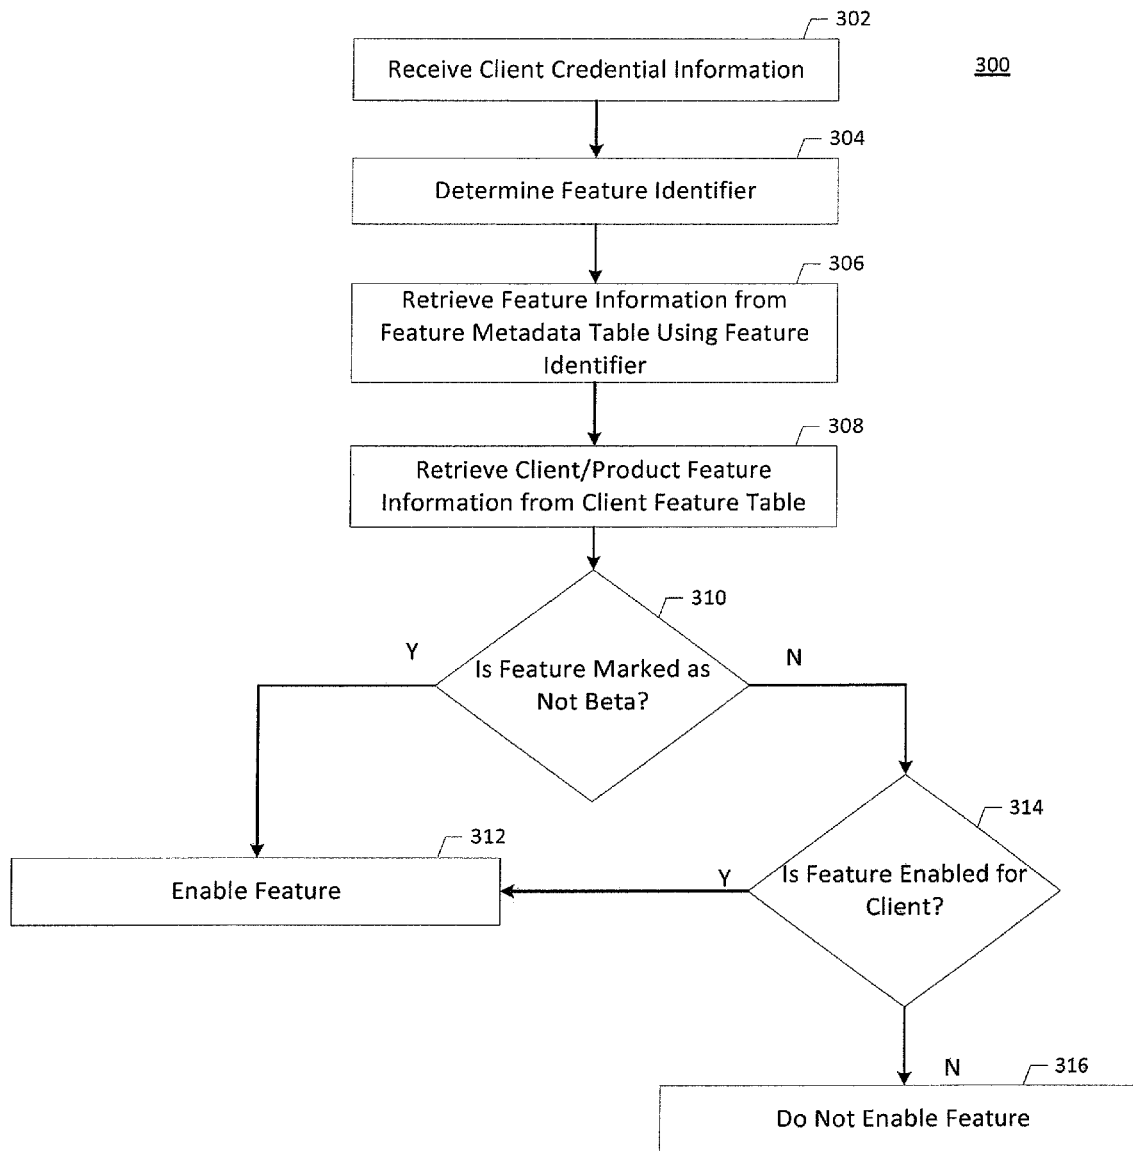 302
Receive Client Credential Information
300
304
Determine Feature Identifier
306
Retrieve Feature Information from
Feature Metadata Table Using Feature
Identifier
308
Retrieve Client/Product Feature
Information from Client Feature Table
310
Y
N
Is Feature Marked as
Not Beta?
314
312
Y
Is Feature Enabled for
Client?
Enable Feature
N
316
Do Not Enable Feature